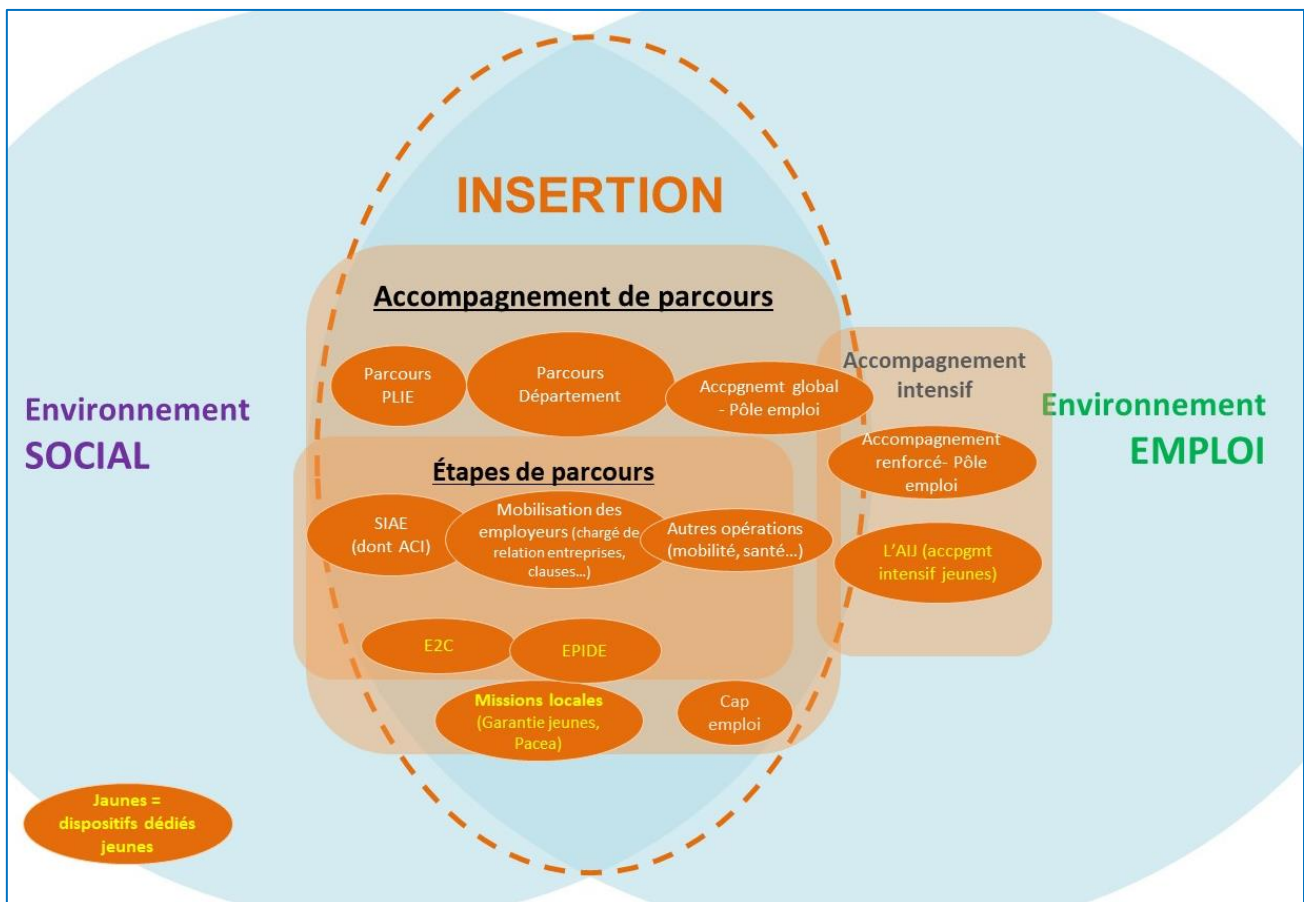 INSERTION
Accompagnement de parcours
Parcours
PLIE
Parcours
Département
Accpgnemt global
- Pôle emploi
Accompagnement
intensif
Environnement
SOCIAL
Environnement
EMPLOI
Accompagnement
renforcé- Pôle
emploi
Étapes de parcours
SIAE
(dont ACI)
Mobilisation des
employeurs (chargé de
relation entreprises,
clauses...)
Autres opérations
(mobilité, santé...)
L'AIJ (accpgmt
intensif jeunes)
E2C
EPIDE
Missions locales
(Garantie jeunes,
Pacea)
Cap
emploi
Jaunes =
dispositifs dédiés
jeunes